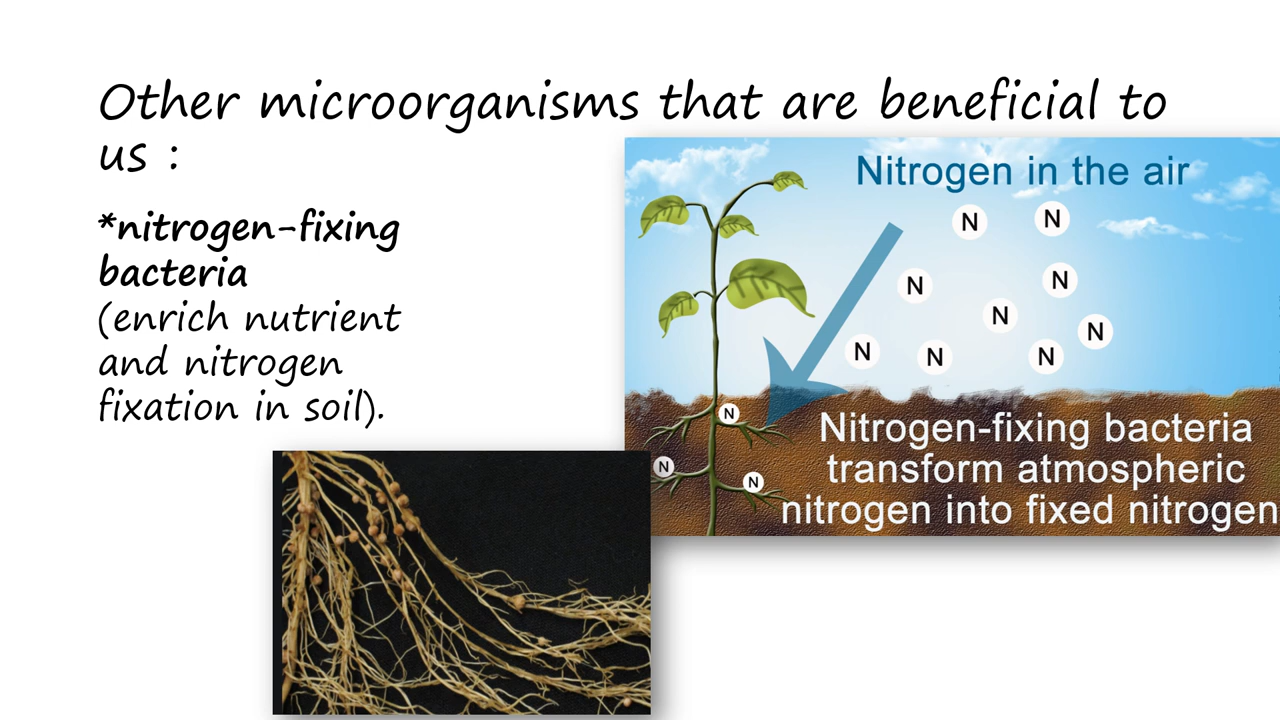 Other microorganisms that are beneficial to
us :
*nitrogen-fixing
bacteria
(enrich nutrient
and nitrogen
fixation in soil).
Nitrogen in the air
N N
N N
N
N
N N N
N
N
N
Nitrogen-fixing bacteria
transform atmospheric
nitrogen into fixed nitrogen